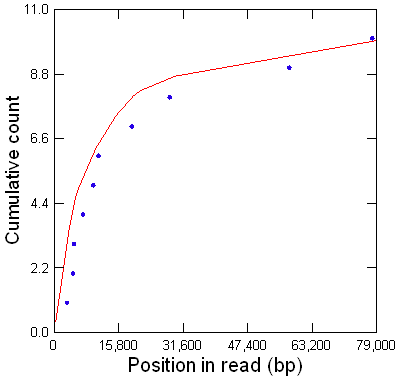 11.0
8.8
6.6
4.4
2.2
0.0
Cumulative count
0 15,800 31,600 47,400 63,200 79,000
Position in read (bp)